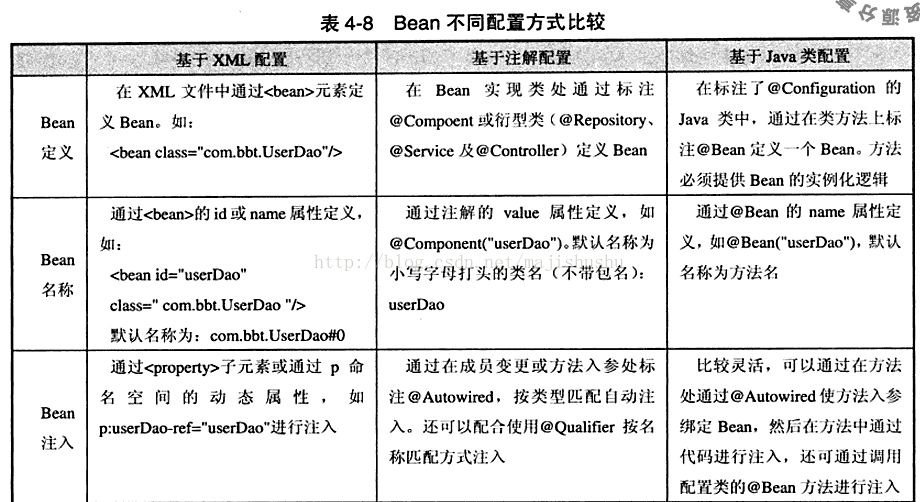 资源分享
表 4-8 Bean 不同配置方式比较
基于 XML 配置
基于注解配置
基于 Java 类配置
Bean
定义
在 XML 文件中通过<bean>元素定
义 Bean。如：
<bean class="com.bbt.UserDao"/>
在 Bean 实现类处通过标注
@Compoent或衍型类（@Repository、
@Service 及@Controller）定义 Bean
在标注了@Configuration 的
Java 类中，通过在类方法上标
注@Bean 定义一个 Bean。方法
必须提供 Bean 的实例化逻辑
Bean
名称
通过<bean>的 id 或 name 属性定义，
如：
<bean id="userDao"
class=" com.bbt.UserDao "/>
默认名称为：com.bbt.UserDao#0
通过注解的 value 属性定义，如
@Component("userDao")。默认名称为
小写字母打头的类名（不带包名）：
userDao
通过@Bean 的 name 属性定
义，如@Bean("userDao")，默认
名称为方法名
http://blog.csdn.net/majishushu
Bean
注入
通过<property>子元素或通过 p 命
名空间的动态属性，如
p:userDao-ref="userDao"进行注入
通过在成员变更或方法入参处标
注@Autowired，按类型匹配自动注
入。还可以配合使用@Qualifier 按名
称匹配方式注入
比较灵活，可以通过在方法
处通过@Autowired 使方法入参
绑定 Bean，然后在方法中通过
代码进行注入，还可通过调用
配置类的@Bean 方法进行注入